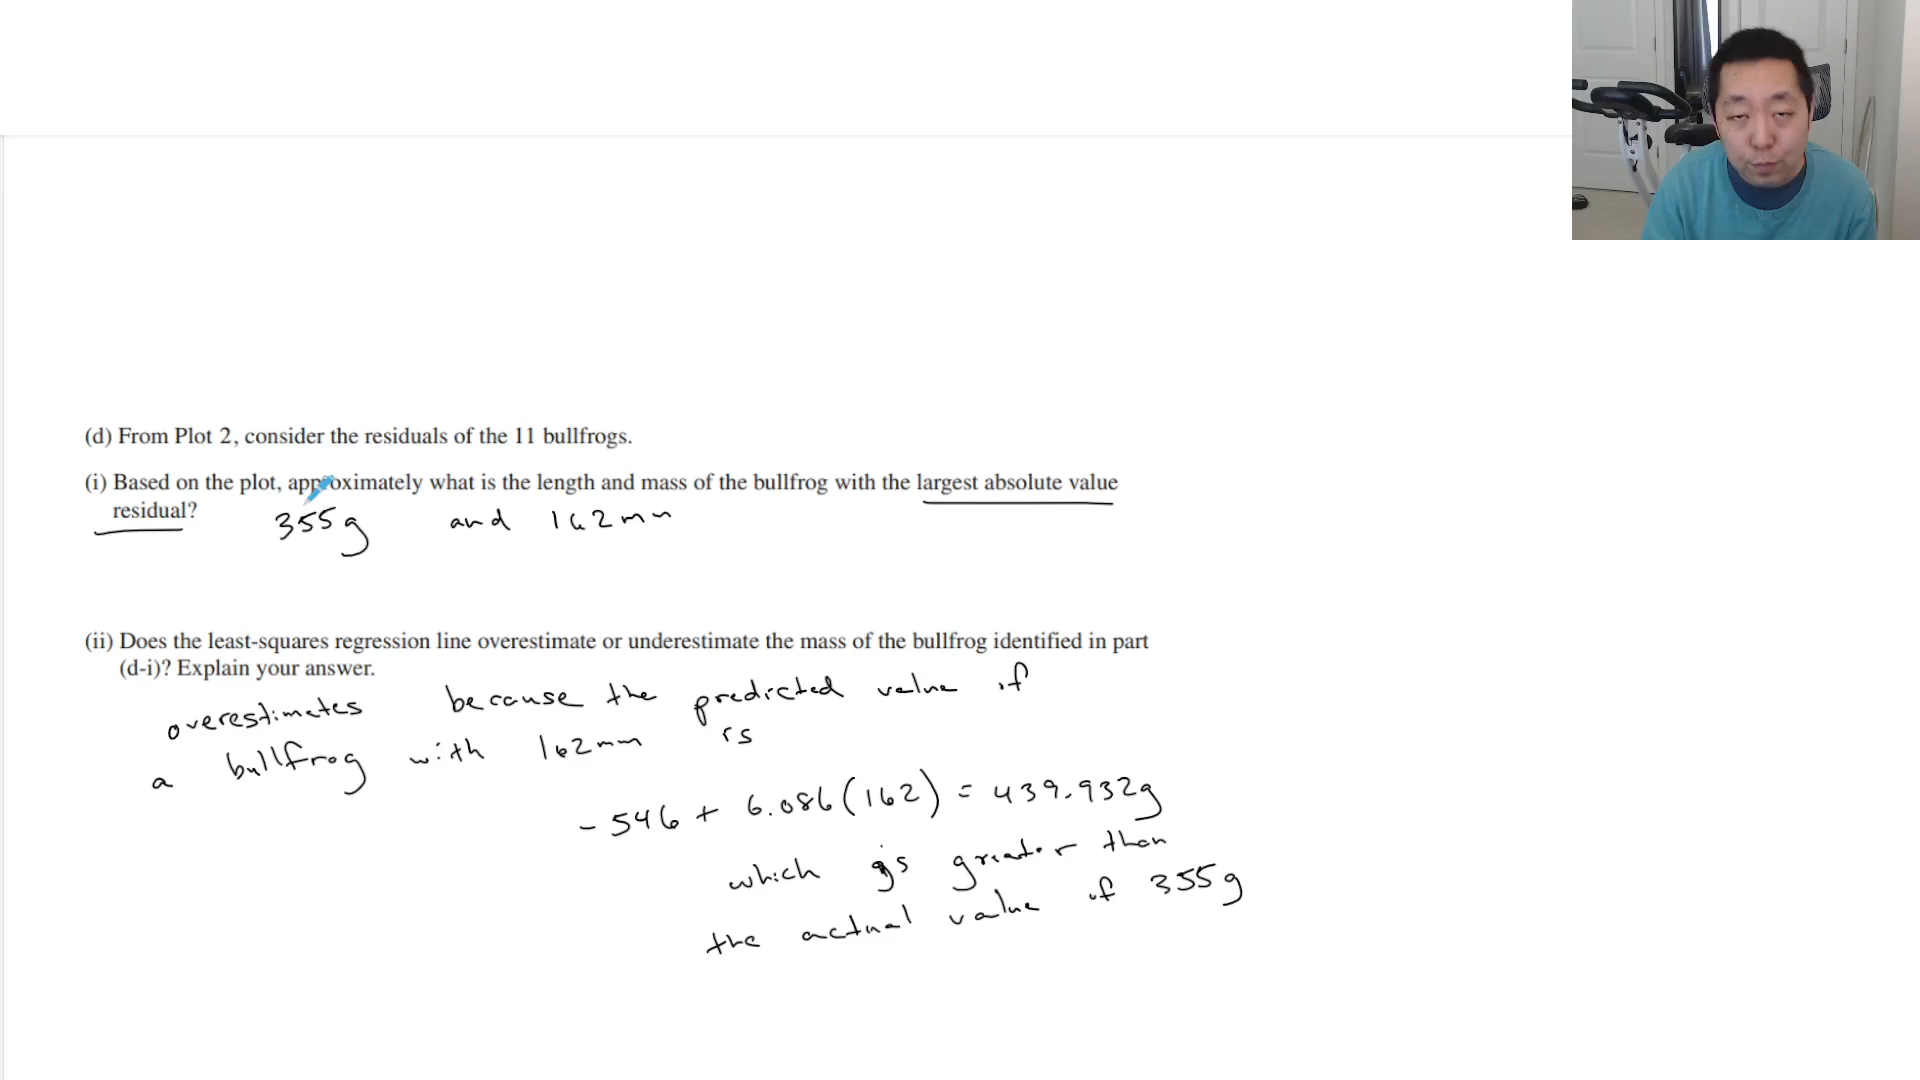 (d) From Plot 2, consider the residuals of the 11 bullfrogs.
(i) Based on the plot, approximately what is the length and mass of the bullfrog with the largest absolute value
residual?
355g and 162mm
(ii) Does the least-squares regression line overestimate or underestimate the mass of the bullfrog identified in part
(d-i)? Explain your answer.
overestimates because the predicted value of
a bullfrog with 162mm is
-546 + 6.086(162) = 439.932g
which is greater than
the actual value of 355g